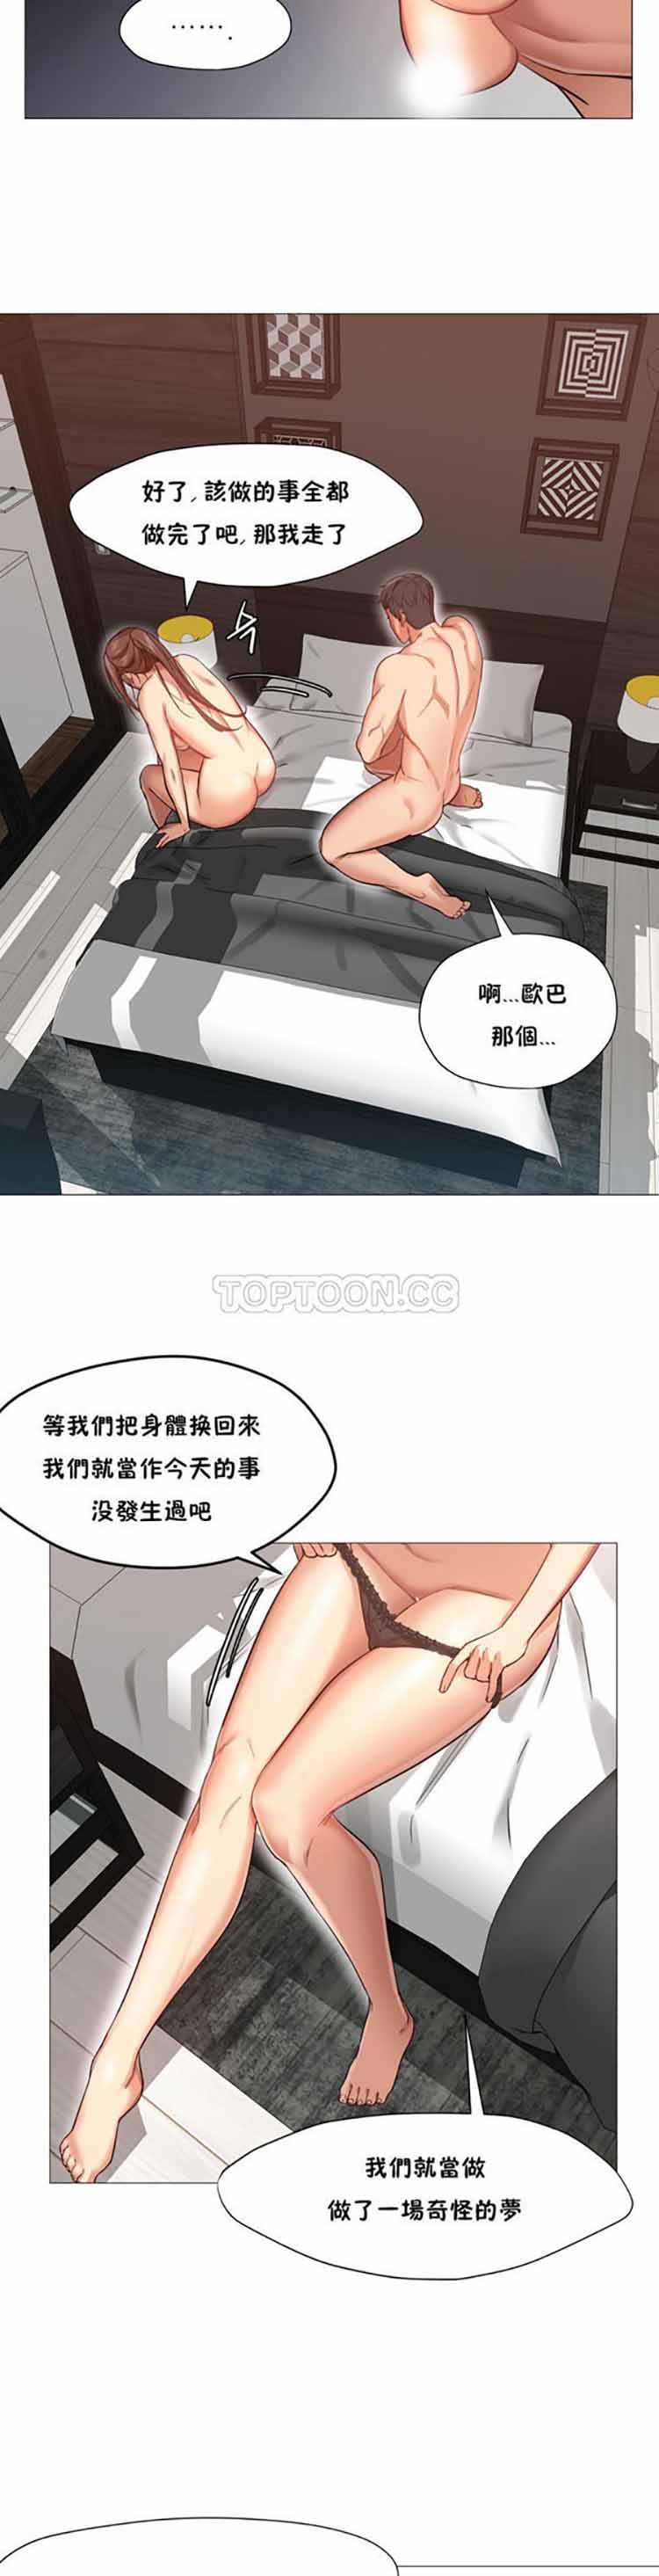 …….
好了,該做的事全都
做完了吧,那我走了
啊...歐巴
那個...
TOPTOON.CC
等我們把身體換回來
我們就當作今天的事
没發生過吧
我們就當做
做了一場奇怪的夢